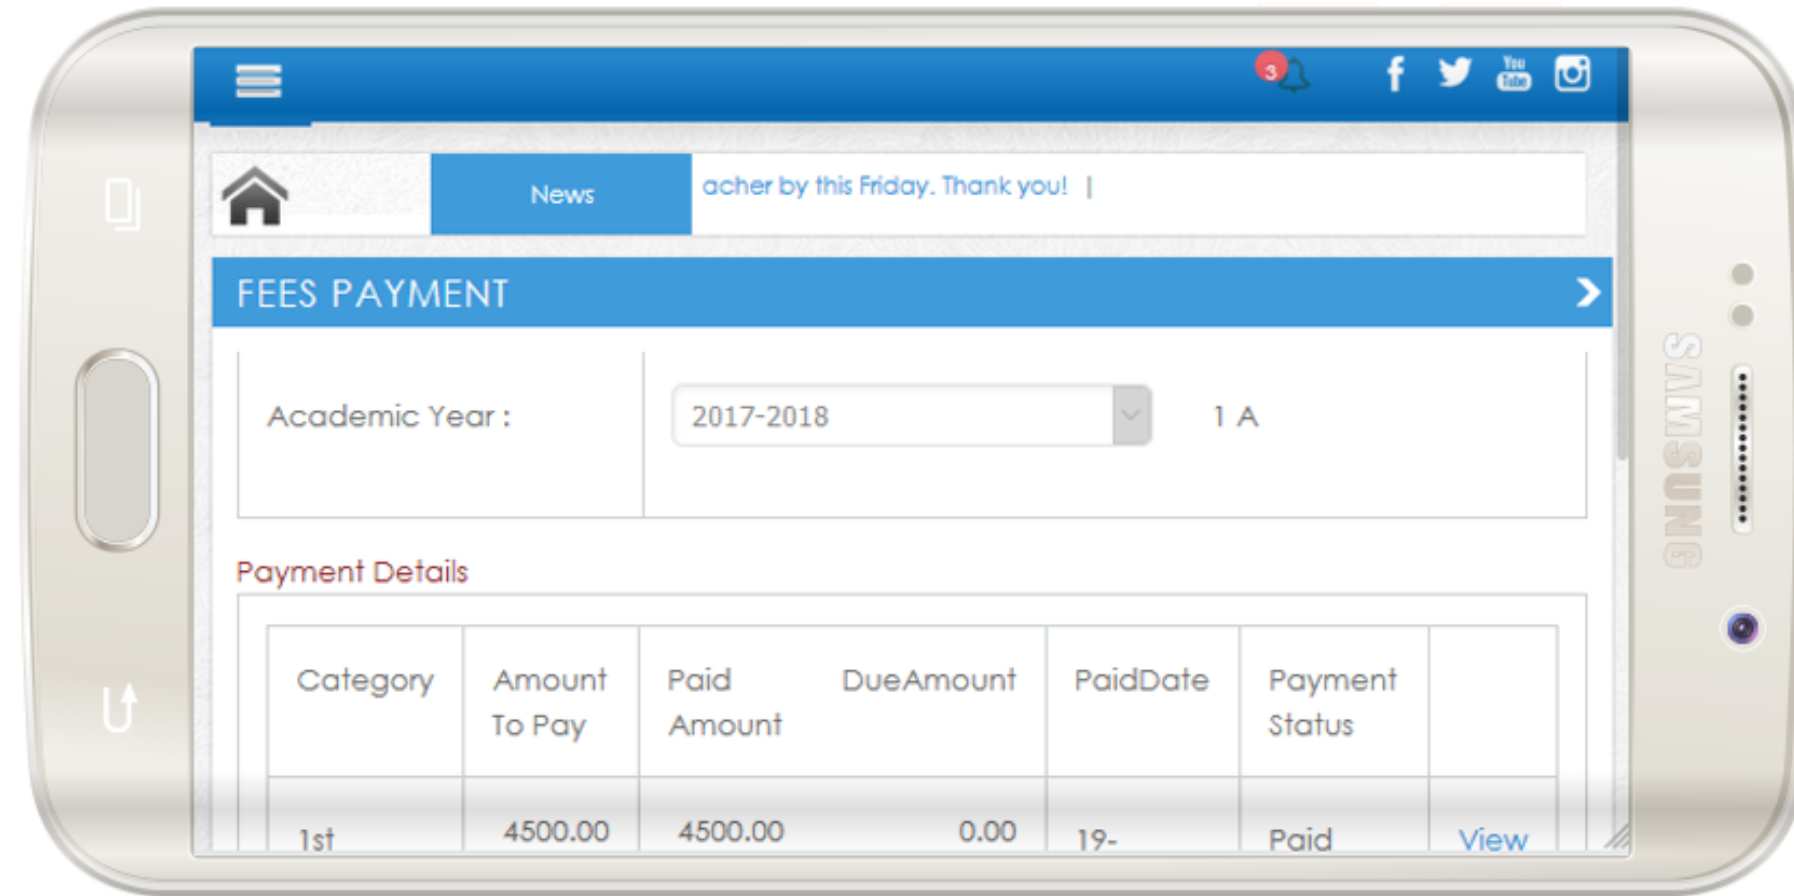 3
f
You
Tube
News acher by this Friday. Thank you! |
FEES PAYMENT
Academic Year : 2017-2018 1 A
Payment Details
Category Amount To Pay Paid Amount DueAmount PaidDate Payment Status
1st 4500.00 4500.00 0.00 19- Paid View
SAMSUNG